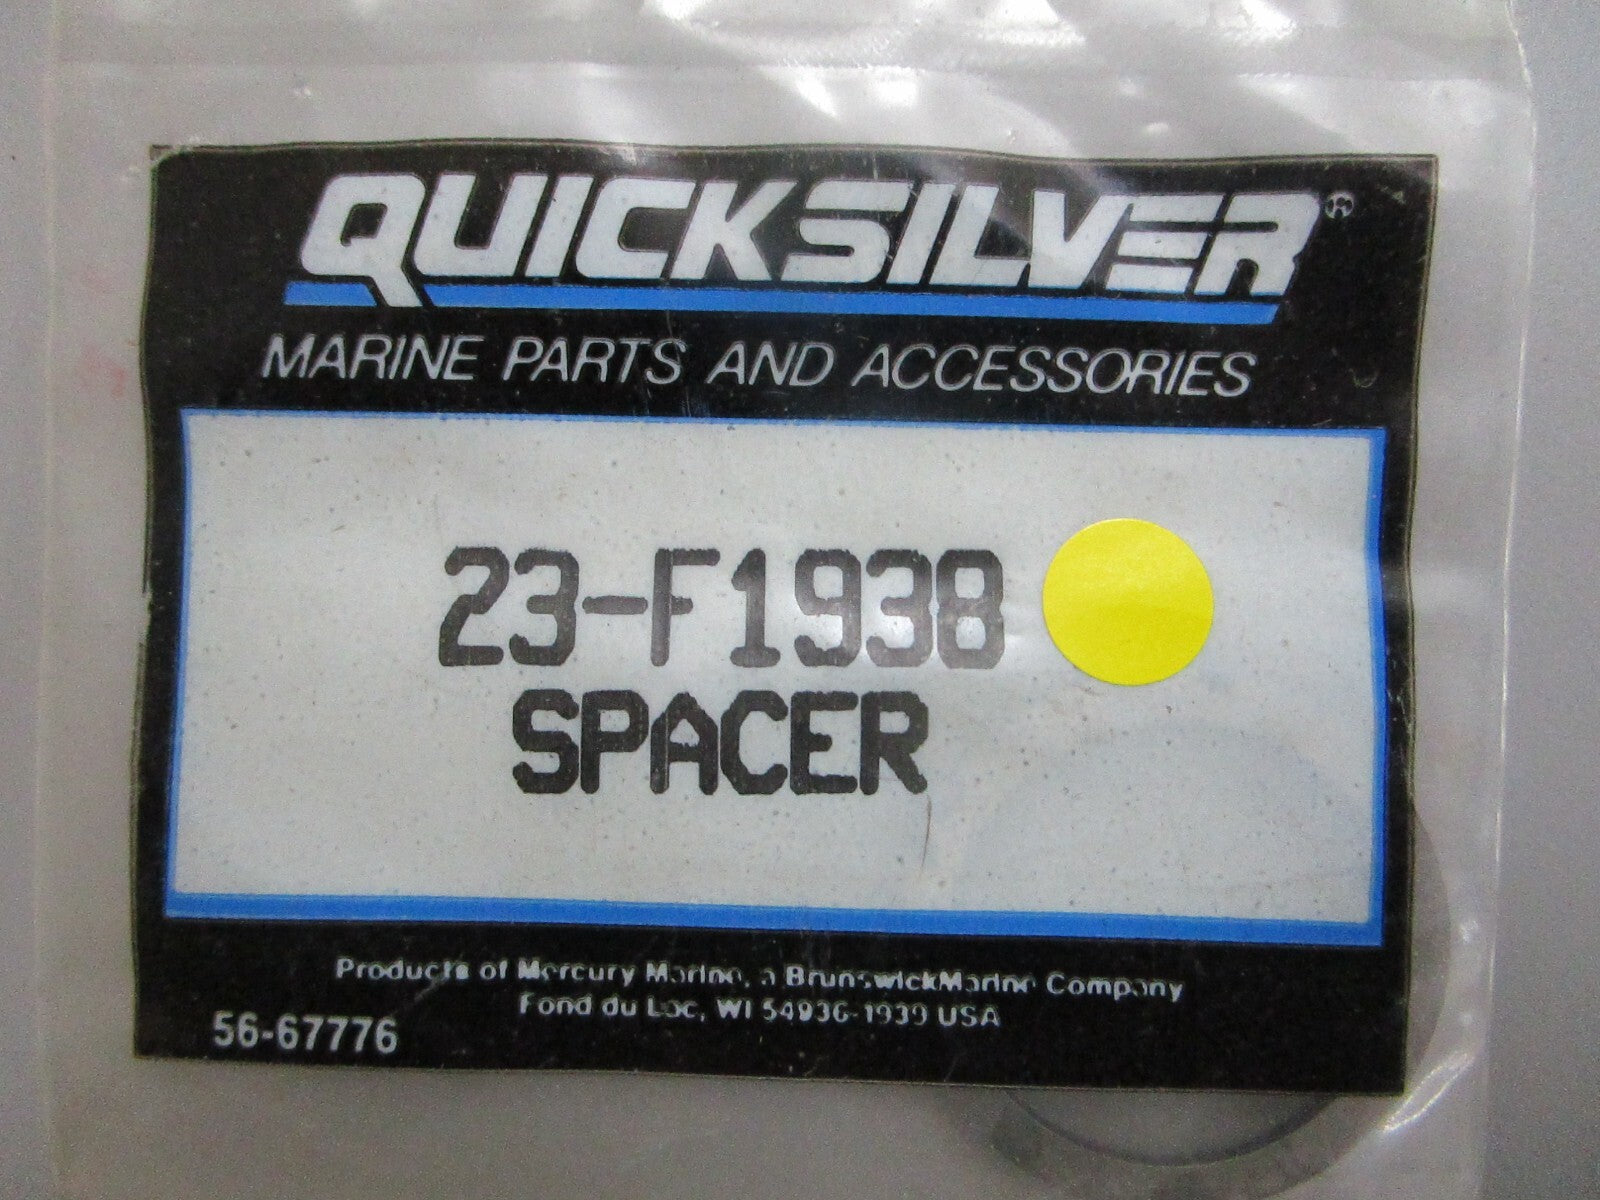 QUICKSILVER®
MARINE PARTS AND ACCESSORIES
23-F1938
SPACER
Products of Mercury Marine, a Brunswick Marine Company
Fond du Lac, WI 54936-1939 USA
56-67776